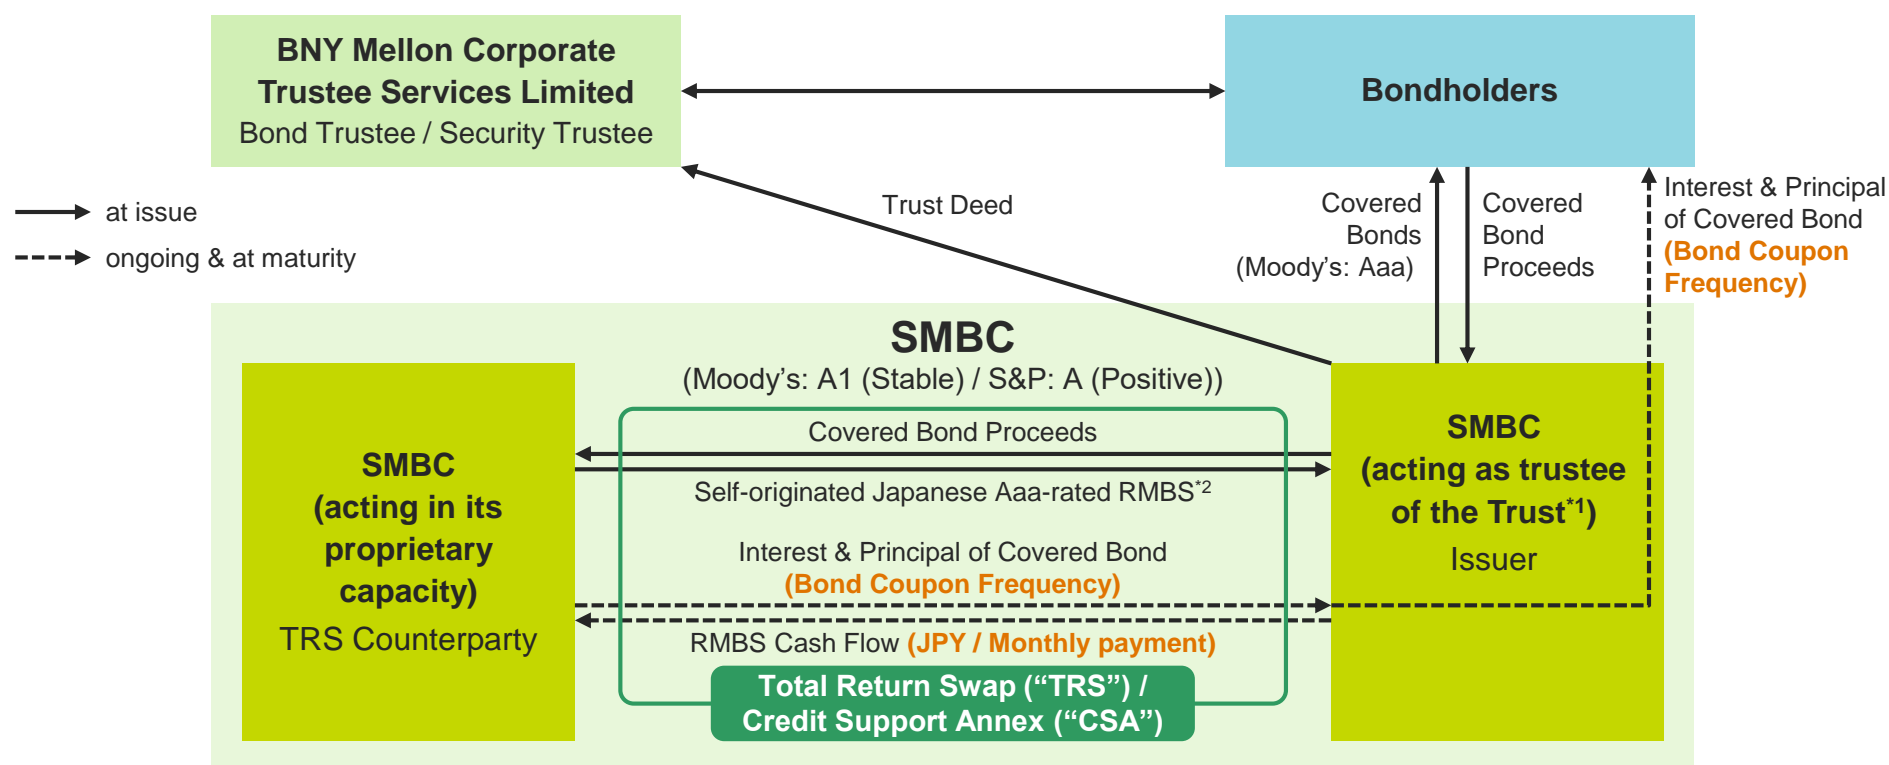 BNY Mellon Corporate
Trustee Services Limited
Bond Trustee / Security Trustee
Bondholders
at issue
ongoing & at maturity
Trust Deed
Covered
Bonds
(Moody’s: Aaa)
Covered
Bond
Proceeds
Interest & Principal
of Covered Bond
(Bond Coupon
Frequency)
SMBC
(Moody’s: A1 (Stable) / S&P: A (Positive))
SMBC
(acting in its
proprietary
capacity)
TRS Counterparty
Covered Bond Proceeds
Self-originated Japanese Aaa-rated RMBS*2
Interest & Principal of Covered Bond
(Bond Coupon Frequency)
RMBS Cash Flow (JPY / Monthly payment)
Total Return Swap (“TRS”) /
Credit Support Annex (“CSA”)
SMBC
(acting as trustee
of the Trust*1)
Issuer